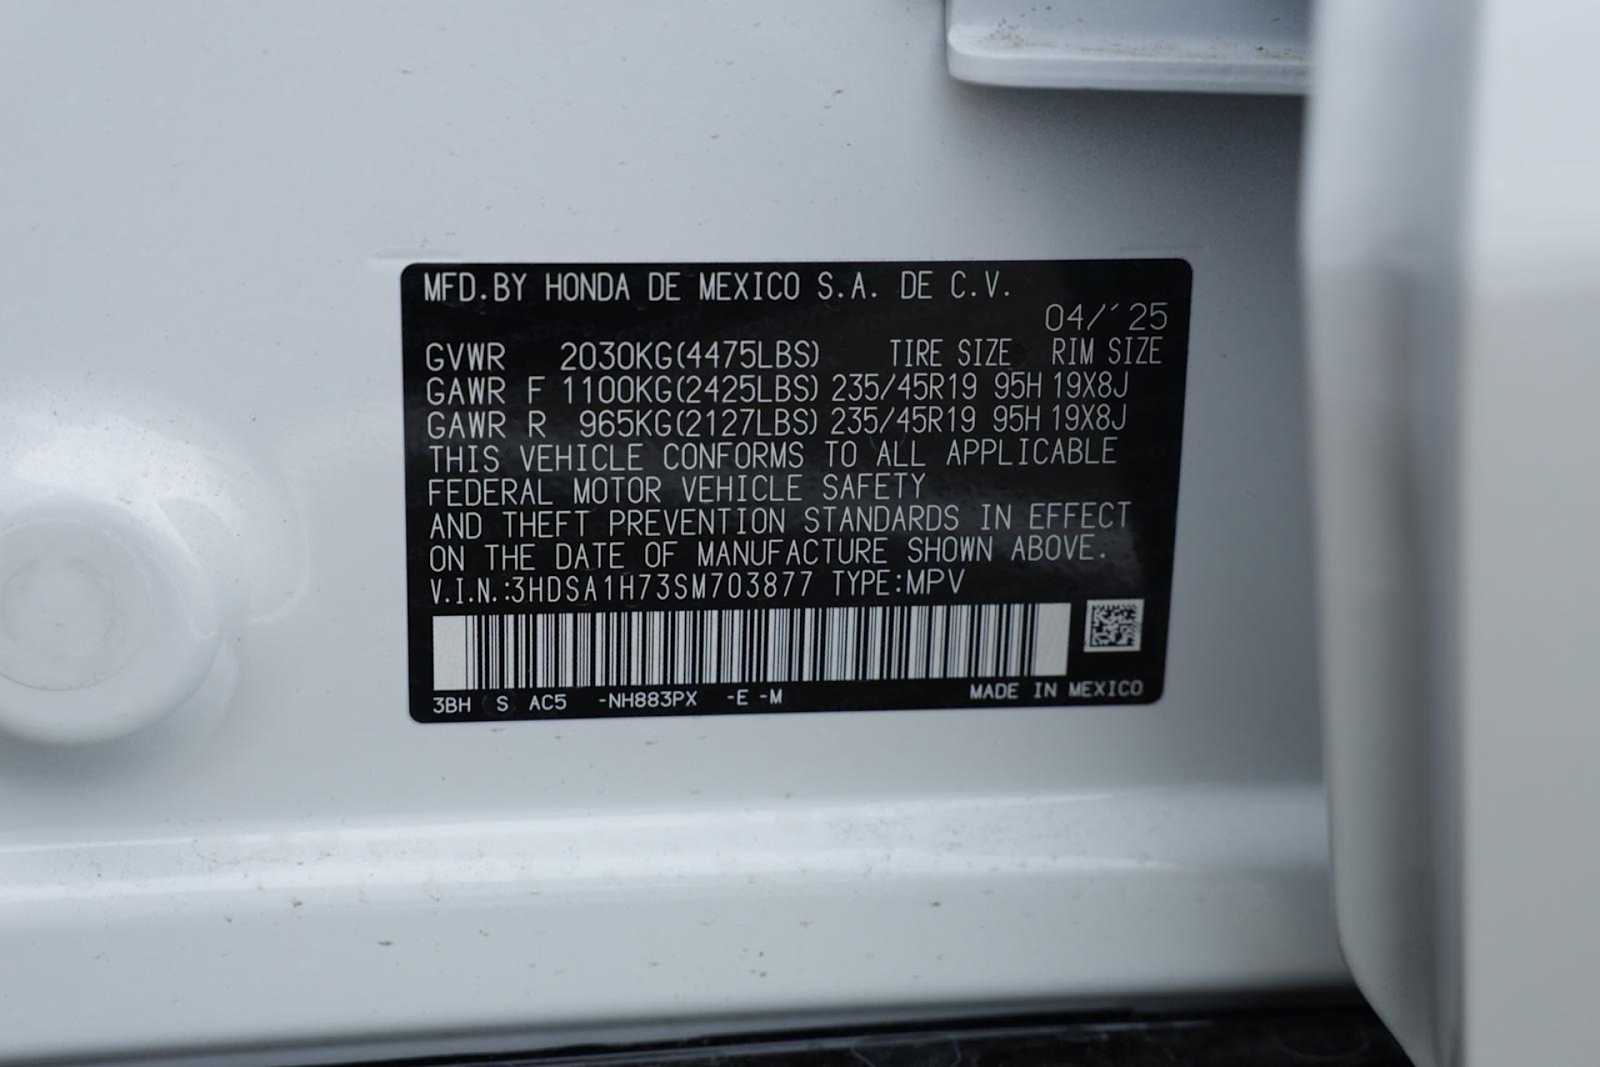 MFD.BY HONDA DE MEXICO S.A. DE C.V.
04/'25
GVWR 2030KG(4475LBS) TIRE SIZE RIM SIZE
GAWR F 1100KG(2425LBS) 235/45R19 95H 19X8J
GAWR R 965KG(2127LBS) 235/45R19 95H 19X8J
THIS VEHICLE CONFORMS TO ALL APPLICABLE
FEDERAL MOTOR VEHICLE SAFETY
AND THEFT PREVENTION STANDARDS IN EFFECT
ON THE DATE OF MANUFACTURE SHOWN ABOVE.
V.I.N.:3HDSA1H73SM703877 TYPE:MPV
3BH S AC5 -NH883PX -E -M MADE IN MEXICO